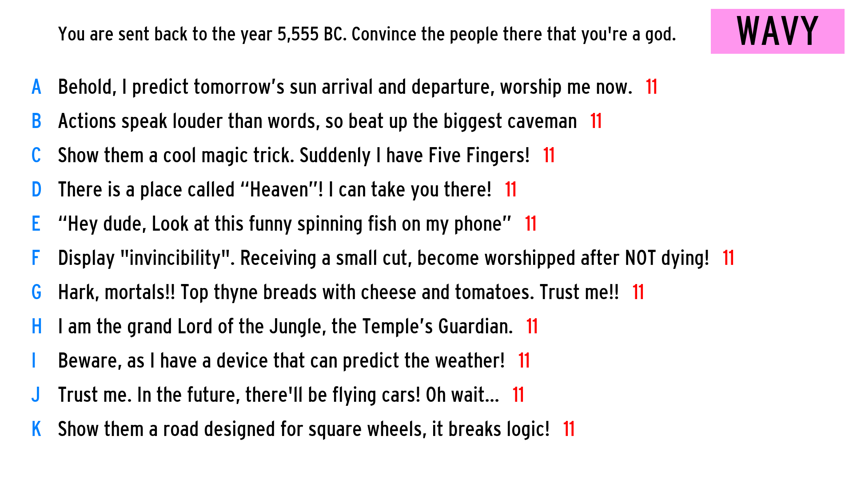 You are sent back to the year 5,555 BC. Convince the people there that you're a god.
WAVY
A Behold, I predict tomorrow’s sun arrival and departure, worship me now. 11
B Actions speak louder than words, so beat up the biggest caveman 11
C Show them a cool magic trick. Suddenly I have Five Fingers! 11
D There is a place called “Heaven”! I can take you there! 11
E “Hey dude, Look at this funny spinning fish on my phone” 11
F Display "invincibility". Receiving a small cut, become worshipped after NOT dying! 11
G Hark, mortals!! Top thyne breads with cheese and tomatoes. Trust me!! 11
H I am the grand Lord of the Jungle, the Temple’s Guardian. 11
I Beware, as I have a device that can predict the weather! 11
J Trust me. In the future, there'll be flying cars! Oh wait... 11
K Show them a road designed for square wheels, it breaks logic! 11